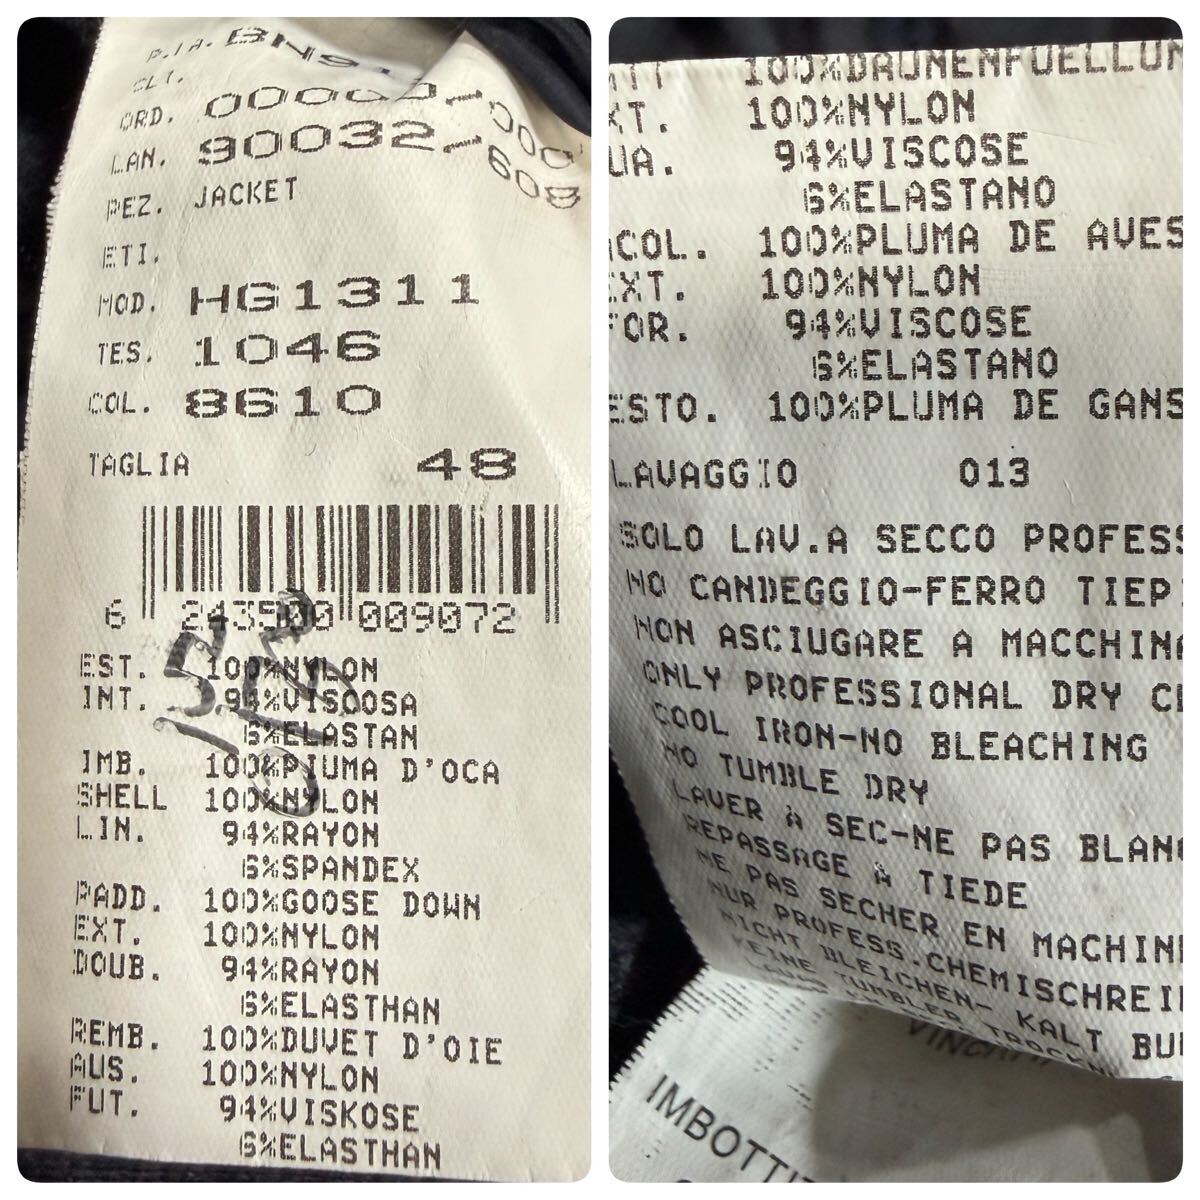 P.IA. BN912
CLI.
ORD. 00000-000
LAN. 90032-608
PEZ. JACKET
ETI.
MOD. HG1311
TES. 1046
COL. 8610
TAGLIA 48
6 243500 009072
EST. 100%NYLON
INT. 94%VISCOSA
6%ELASTAN
IMB. 100%PIUMA D'OCA
SHELL 100%NYLON
LIN. 94%RAYON
6%SPANDEX
PADD. 100%GOOSE DOWN
EXT. 100%NYLON
DOUB. 94%RAYON
6%ELASTHAN
REMB. 100%DUVET D'OIE
AUS. 100%NYLON
FUT. 94%VISKOSE
6%ELASTHAN
100%DAUNENFUELLUN
XT. 100%NYLON
UA. 94%VISCOSE
6%ELASTANO
ACOL. 100%PLUMA DE AVES
EXT. 100%NYLON
FOR. 94%VISCOSE
6%ELASTANO
ESTO. 100%PLUMA DE GANS
LAVAGGIO 013
SOLO LAV.A SECCO PROFESS
NO CANDEGGIO-FERRO TIEP
NON ASCIUGARE A MACCHINA
ONLY PROFESSIONAL DRY CL
COOL IRON-NO BLEACHING
NO TUMBLE DRY
LAVER A SEC-NE PAS BLANC
REPASSAGE A TIEDE
NE PAS SECHER EN MACHIN
NUR PROFESS.CHEMISCHREI
NICHT BLEICHEN- KALT BU
KEINE TUMBLER TROCKN
IMBOTTI